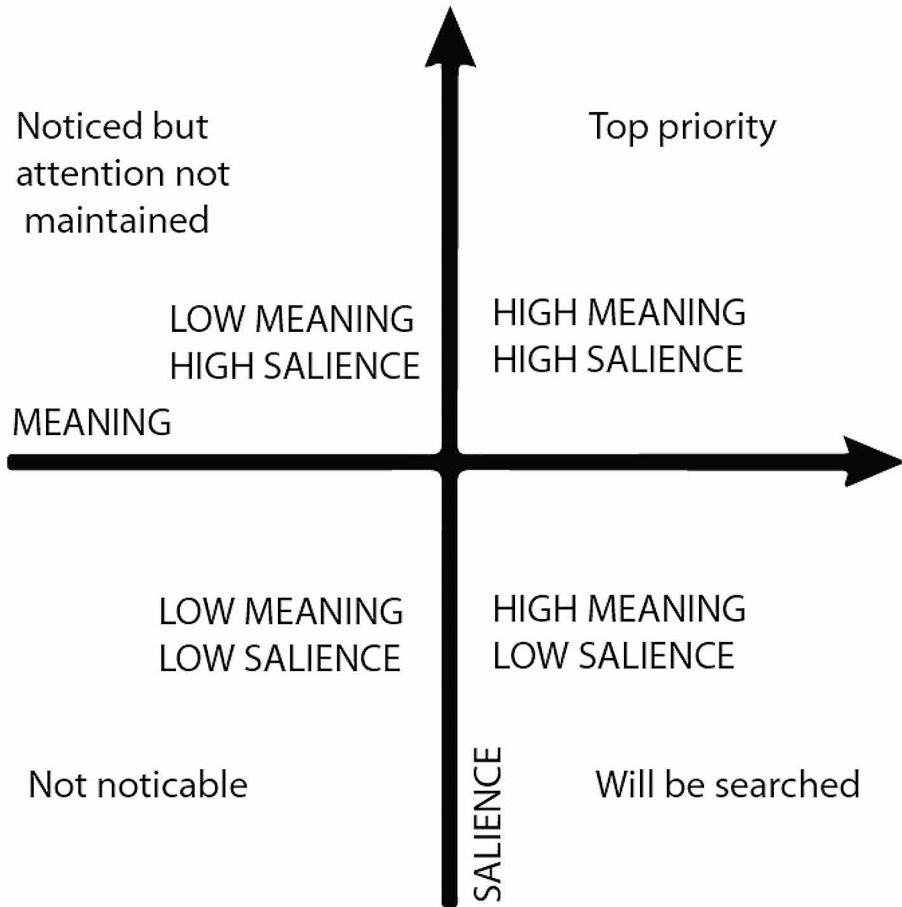 Noticed but
attention not
maintained
Top priority
LOW MEANING
HIGH SALIENCE
HIGH MEANING
HIGH SALIENCE
MEANING
LOW MEANING
LOW SALIENCE
HIGH MEANING
LOW SALIENCE
Not noticable
SALIENCE
Will be searched